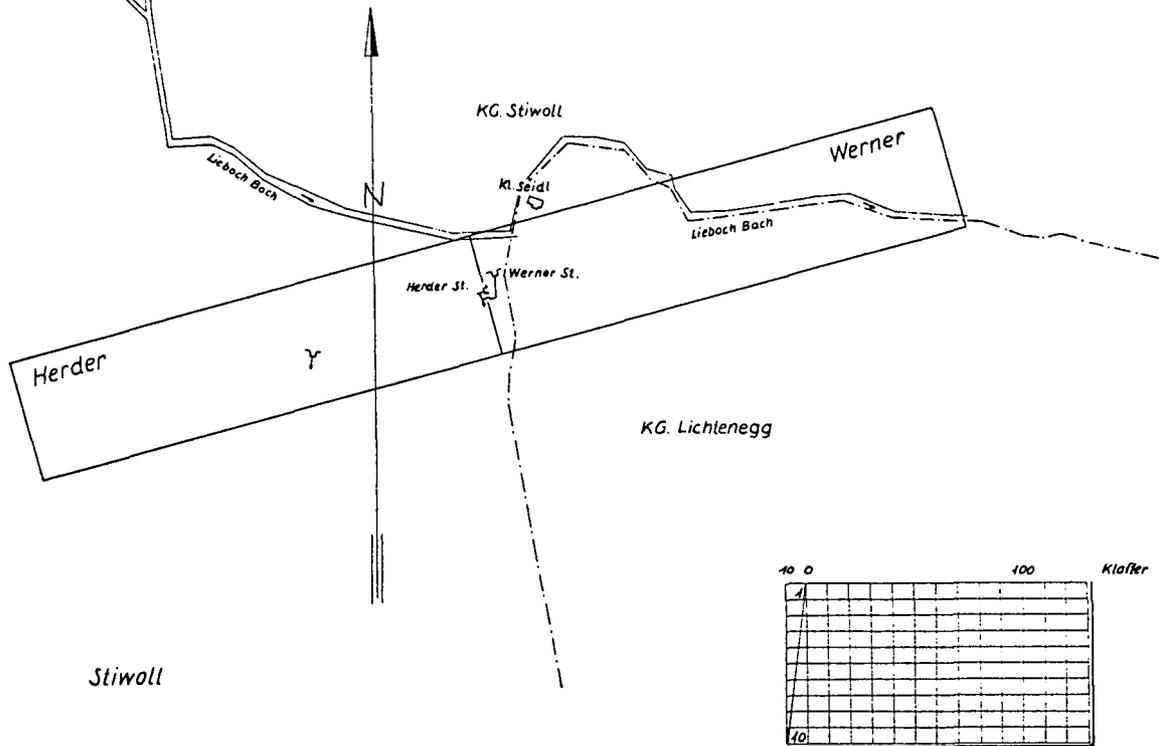 KG. Stiwoll
Werner
Liboch Bach
N
Kl. Seidl
Lieboch Bach
Werner St.
Herder St.
Herder
KG. Lichtenegg
10 0 100 Klafter
1
10
Stiwoll